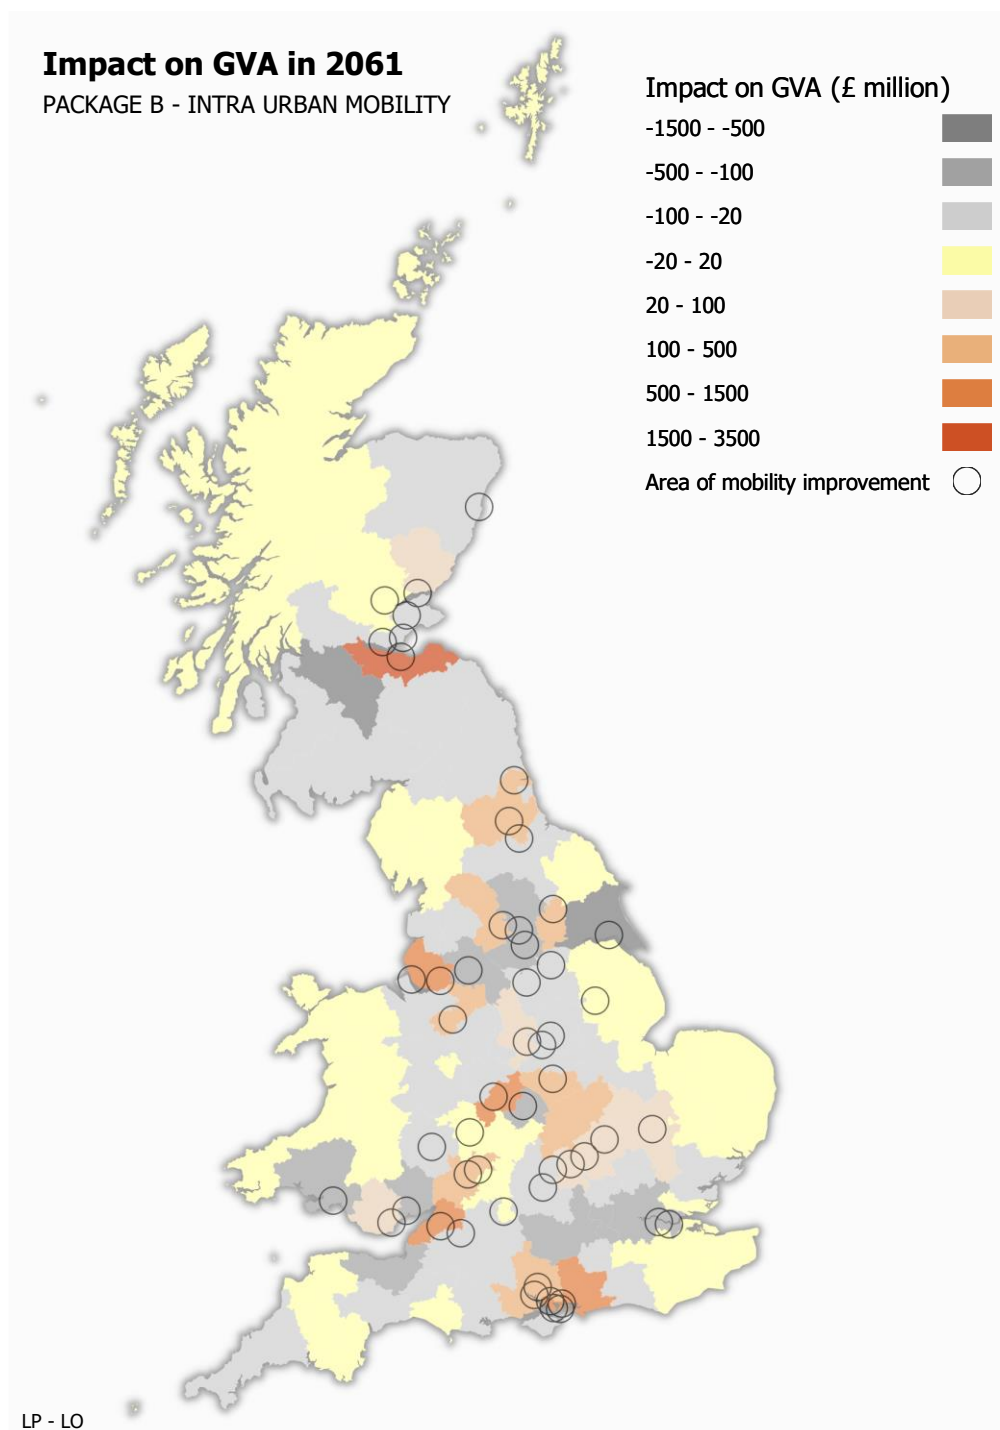 Impact on GVA in 2061
PACKAGE B - INTRA URBAN MOBILITY
Impact on GVA (£ million)
-1500 - -500
-500 - -100
-100 - -20
-20 - 20
20 - 100
100 - 500
500 - 1500
1500 - 3500
Area of mobility improvement
LP - LO